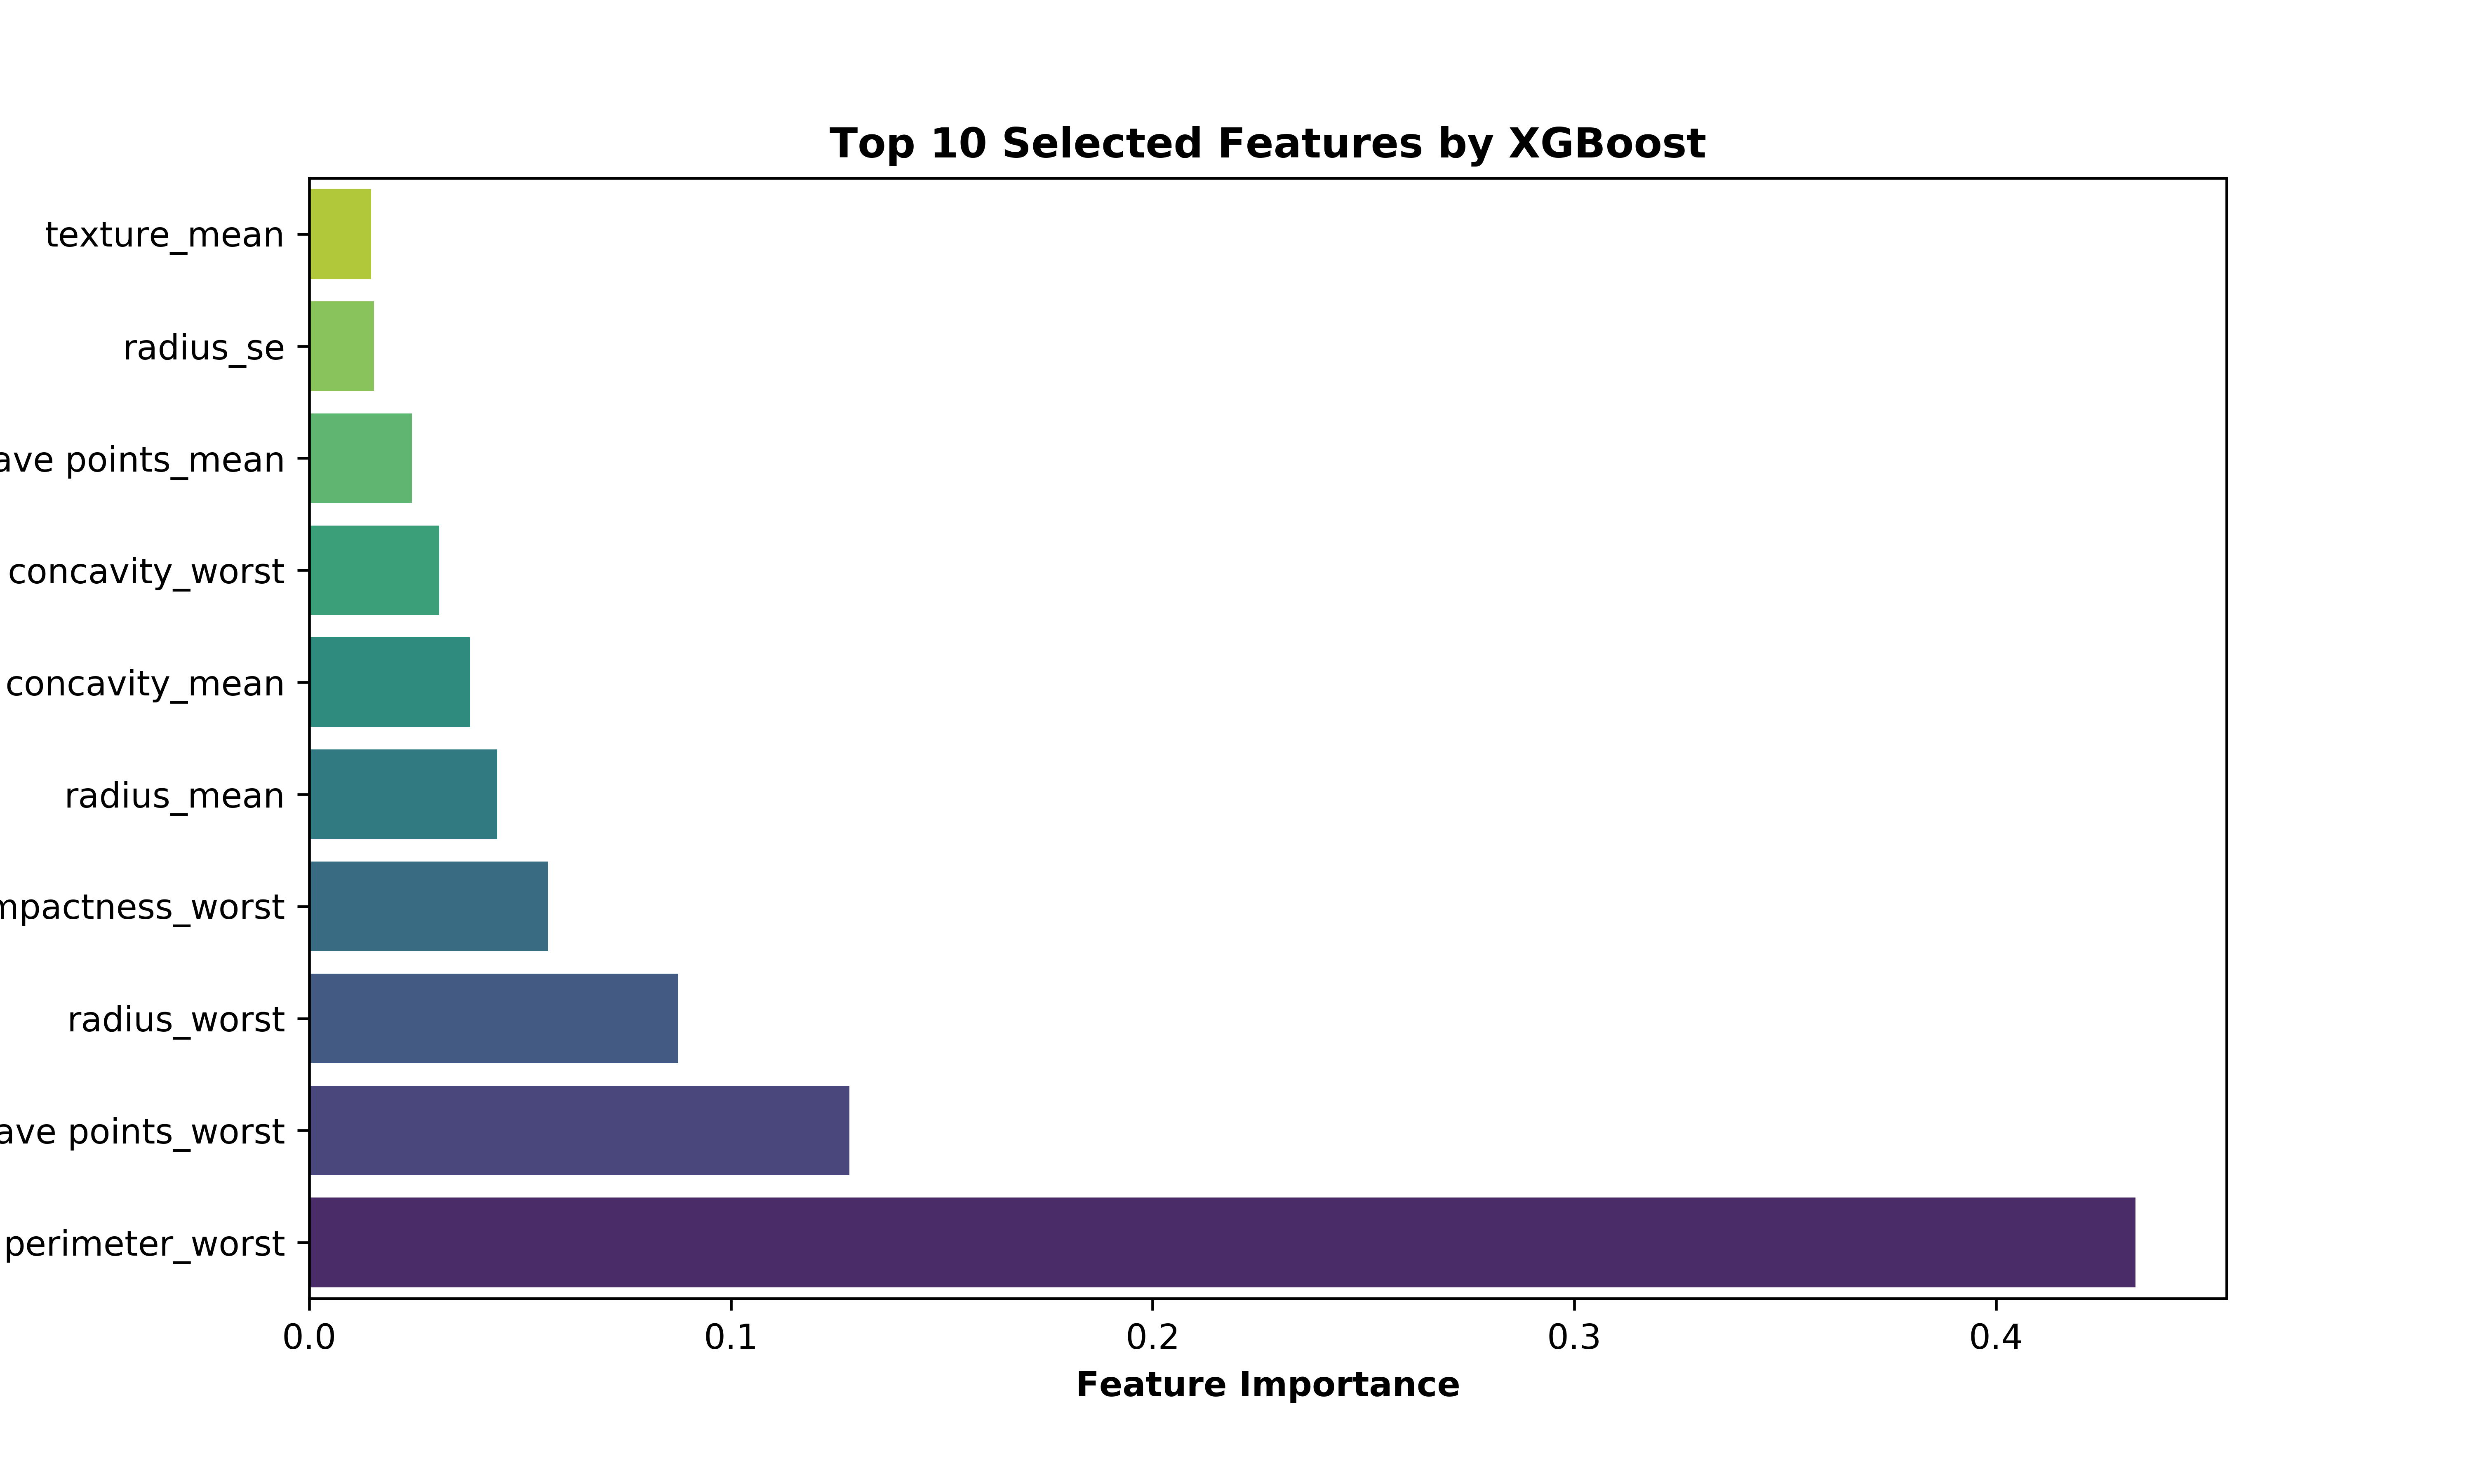 Top 10 Selected Features by XGBoost
texture_mean
radius_se
ave points_mean
concavity_worst
concavity_mean
radius_mean
mpactness_worst
radius_worst
ave points_worst
perimeter_worst
0.0 0.1 0.2 0.3 0.4
Feature Importance